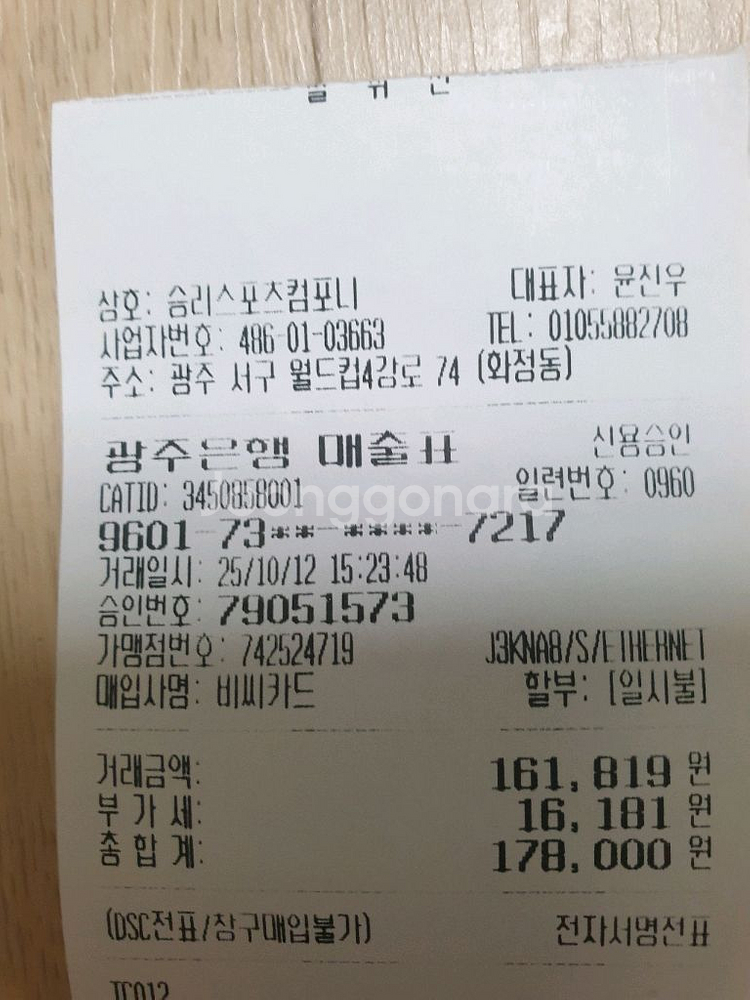 상호: 승리스포츠컴포니 대표자: 윤진우
사업자번호: 486-01-03663 TEL: 01055882708
주소: 광주 서구 월드컵4강로 74 (화정동)
광주은행 매출표 신용승인
CATID: 3450858001 일련번호: 0960
9601-73**-****-7217
거래일시: 25/10/12 15:23:48
승인번호: 79051573
가맹점번호: 742524719 J3KNA8/S/ETHERNET
매입사명: 비씨카드 할부: [일시불]
거래금액: 161,819 원
부 가 세: 16,181 원
총 합 계: 178,000 원
(DSC전표/창구매입불가) 전자서명전표